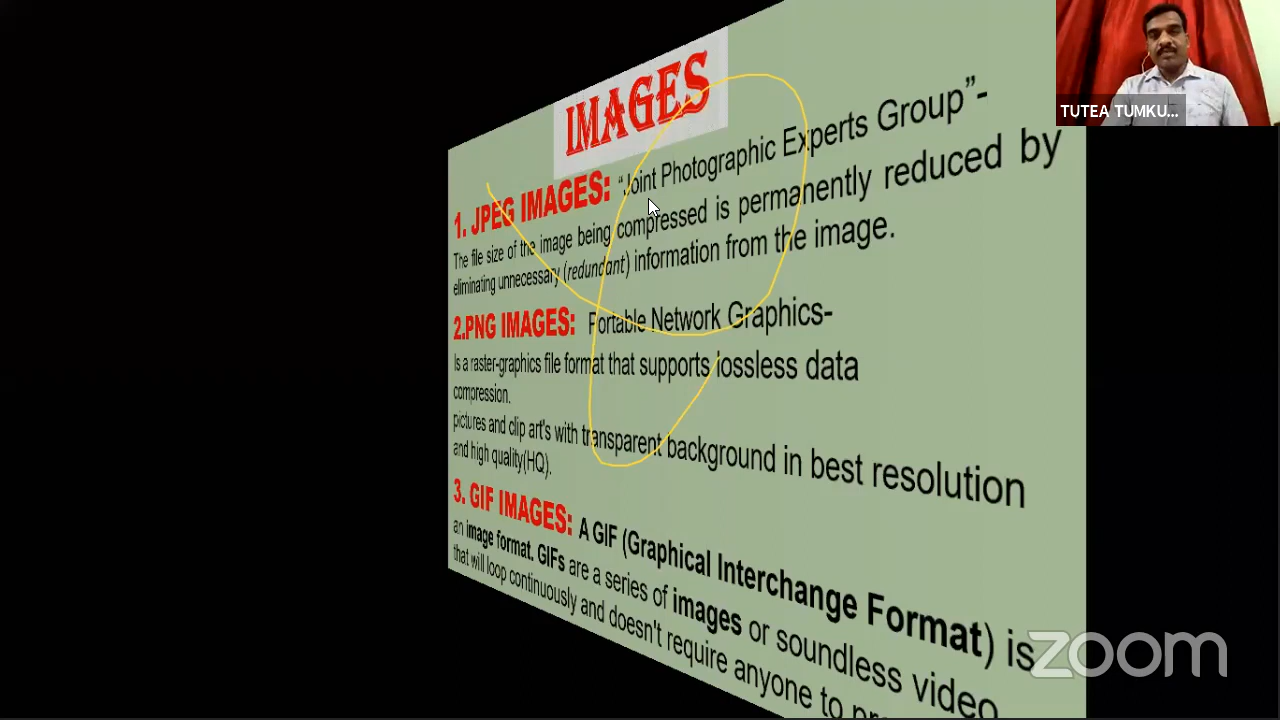 TUTEA TUMKU...
IMAGES
1. JPEG IMAGES: “Joint Photographic Experts Group”-
The file size of the image being compressed is permanently reduced by
eliminating unnecessary (redundant) information from the image.
2.PNG IMAGES: Portable Network Graphics-
Is a raster-graphics file format that supports lossless data
compression.
pictures and clip art's with transparent background in best resolution
and high quality(HQ).
3. GIF IMAGES: A GIF (Graphical Interchange Format) is
an image format. GIFs are a series of images or soundless video
that will loop continuously and doesn't require anyone to
zoom